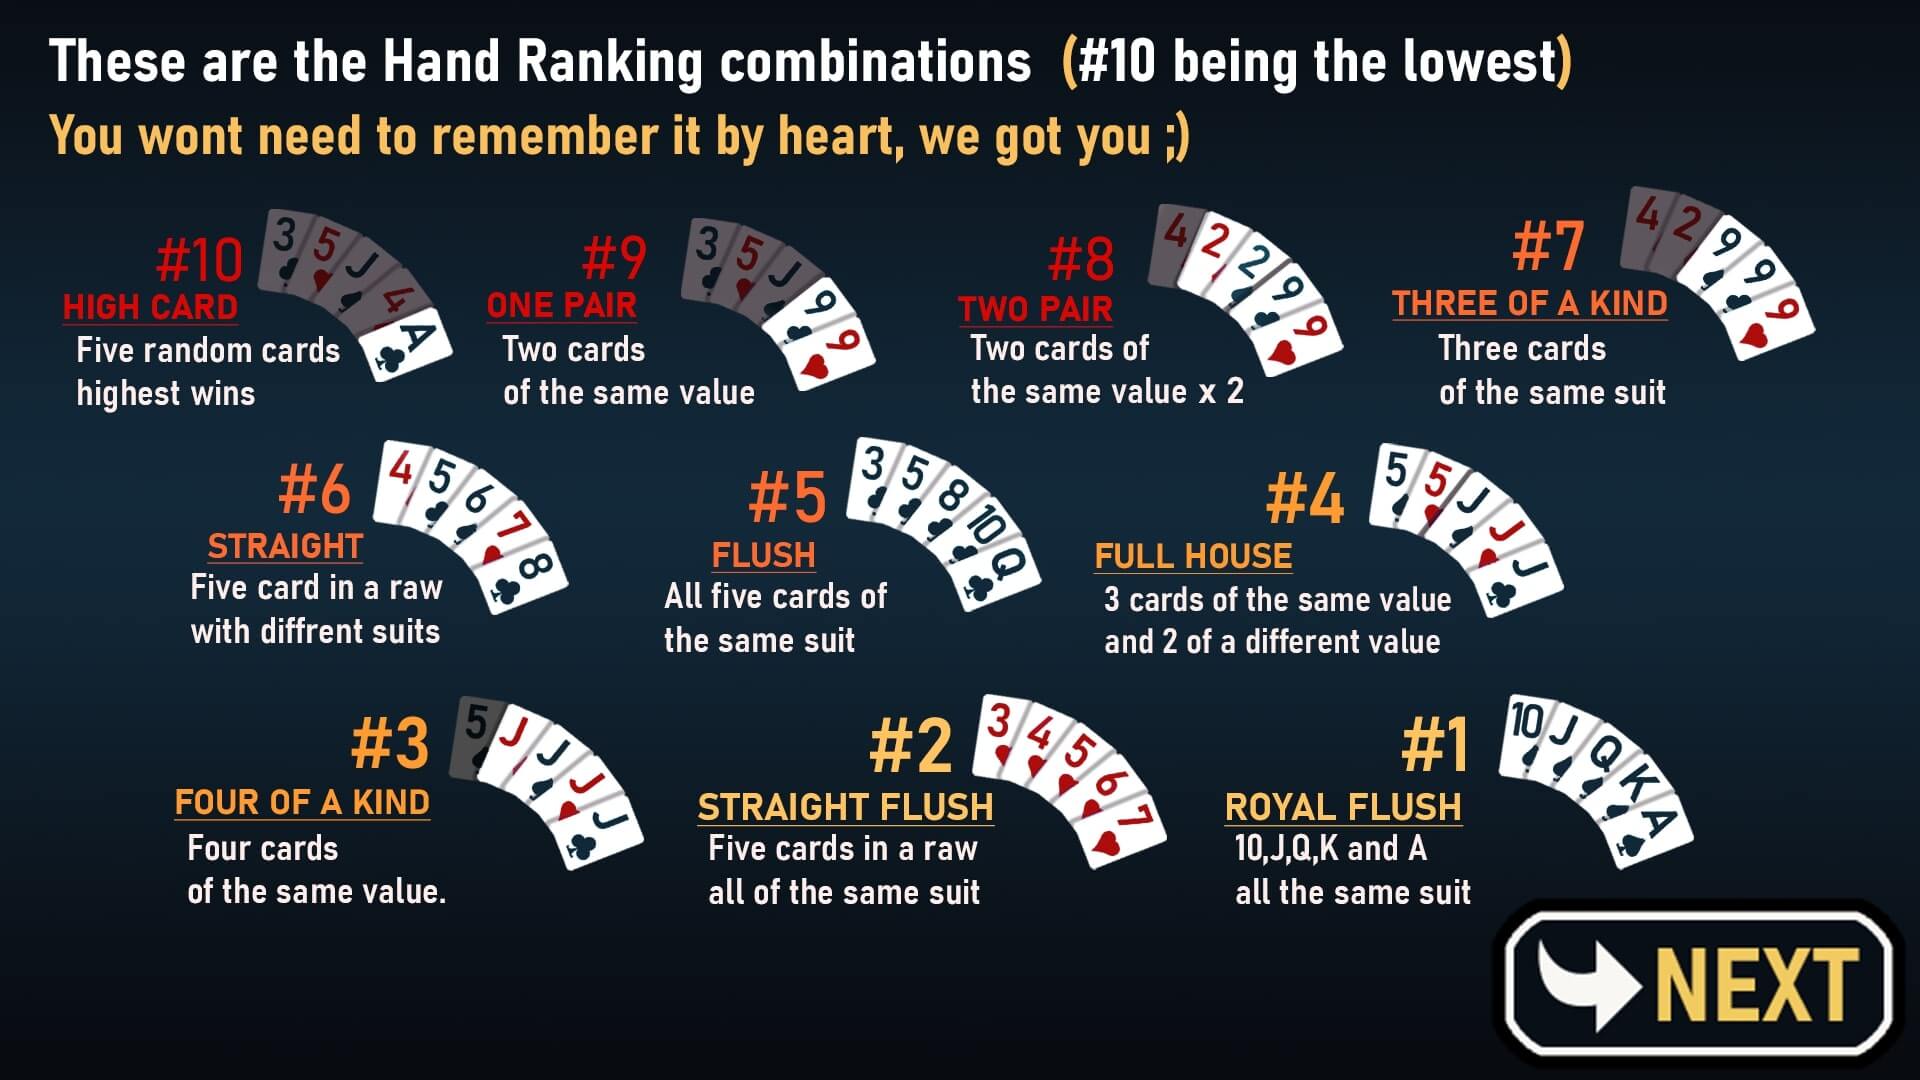 These are the Hand Ranking combinations (#10 being the lowest)
You wont need to remember it by heart, we got you ;)
#10
HIGH CARD
Five random cards
highest wins
3 5 J 4 A
#9
ONE PAIR
Two cards
of the same value
3 5 J 9 9
#8
TWO PAIR
Two cards of
the same value x 2
4 2 2 9 9
#7
THREE OF A KIND
Three cards
of the same suit
4 2 9 9 9
#6
STRAIGHT
Five card in a raw
with diffrent suits
4 5 6 7 8
#5
FLUSH
All five cards of
the same suit
3 5 8 10 Q
#4
FULL HOUSE
3 cards of the same value
and 2 of a different value
5 5 J J J
#3
FOUR OF A KIND
Four cards
of the same value.
5 J J J J
#2
STRAIGHT FLUSH
Five cards in a raw
all of the same suit
3 4 5 6 7
#1
ROYAL FLUSH
10,J,Q,K and A
all the same suit
10 J Q K A
NEXT